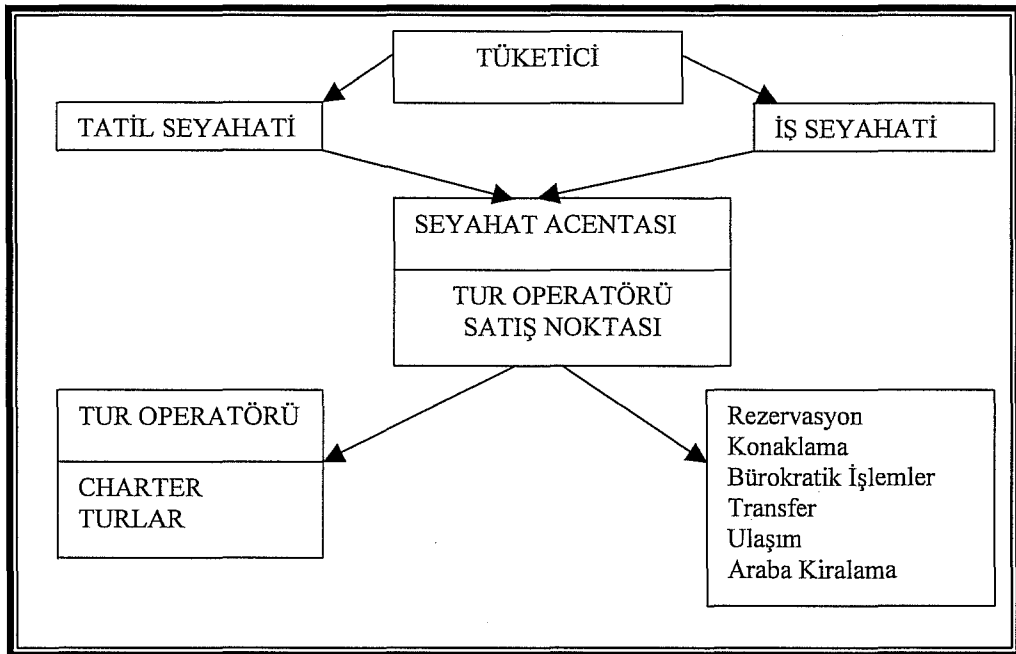 TÜKETİCİ
TATİL SEYAHATİ
İŞ SEYAHATİ
SEYAHAT ACENTASI
TUR OPERATÖRÜ
SATIŞ NOKTASI
TUR OPERATÖRÜ
CHARTER
TURLAR
Rezervasyon
Konaklama
Bürokratik İşlemler
Transfer
Ulaşım
Araba Kiralama